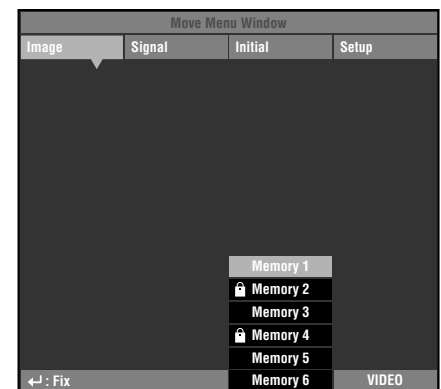 Move Menu Window
Image Signal Initial Setup
Memory 1
Memory 2
Memory 3
Memory 4
Memory 5
↵ : Fix Memory 6 VIDEO